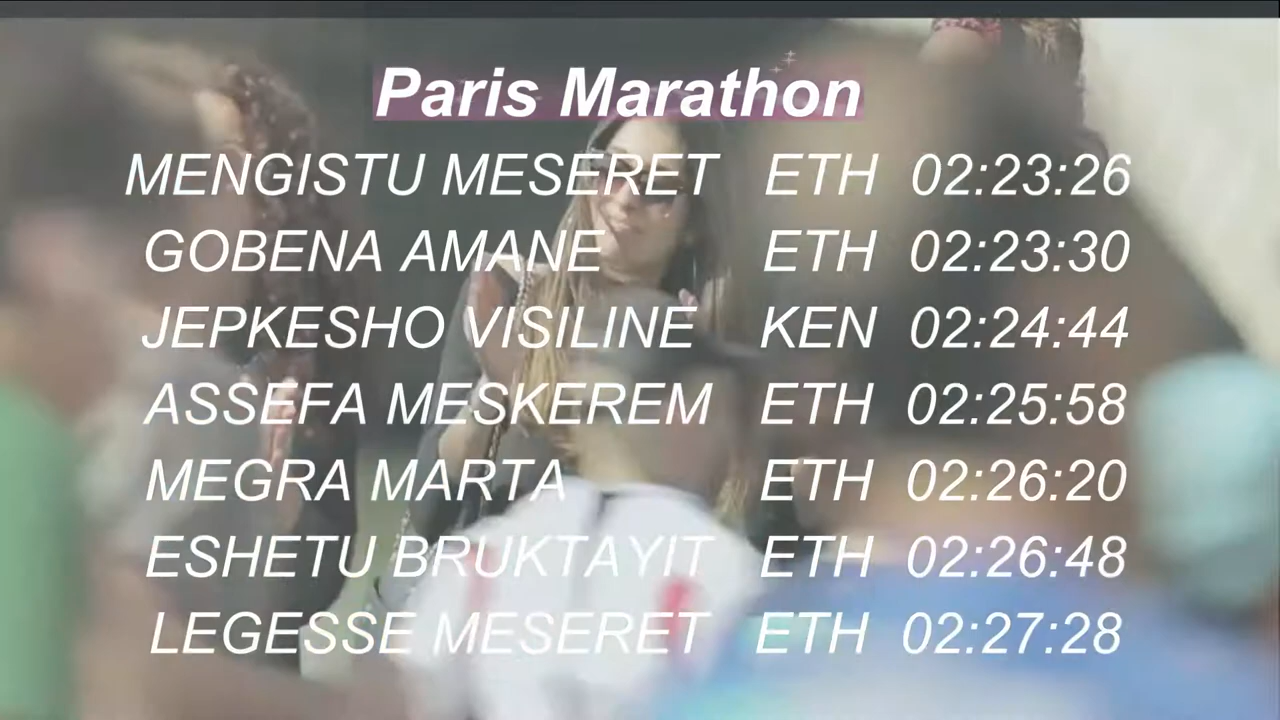 Paris Marathon
MENGISTU MESERET ETH 02:23:26
GOBENA AMANE ETH 02:23:30
JEPKESHO VISILINE KEN 02:24:44
ASSEFA MESKEREM ETH 02:25:58
MEGRA MARTA ETH 02:26:20
ESHETU BRUKTAYIT ETH 02:26:48
LEGESSE MESERET ETH 02:27:28